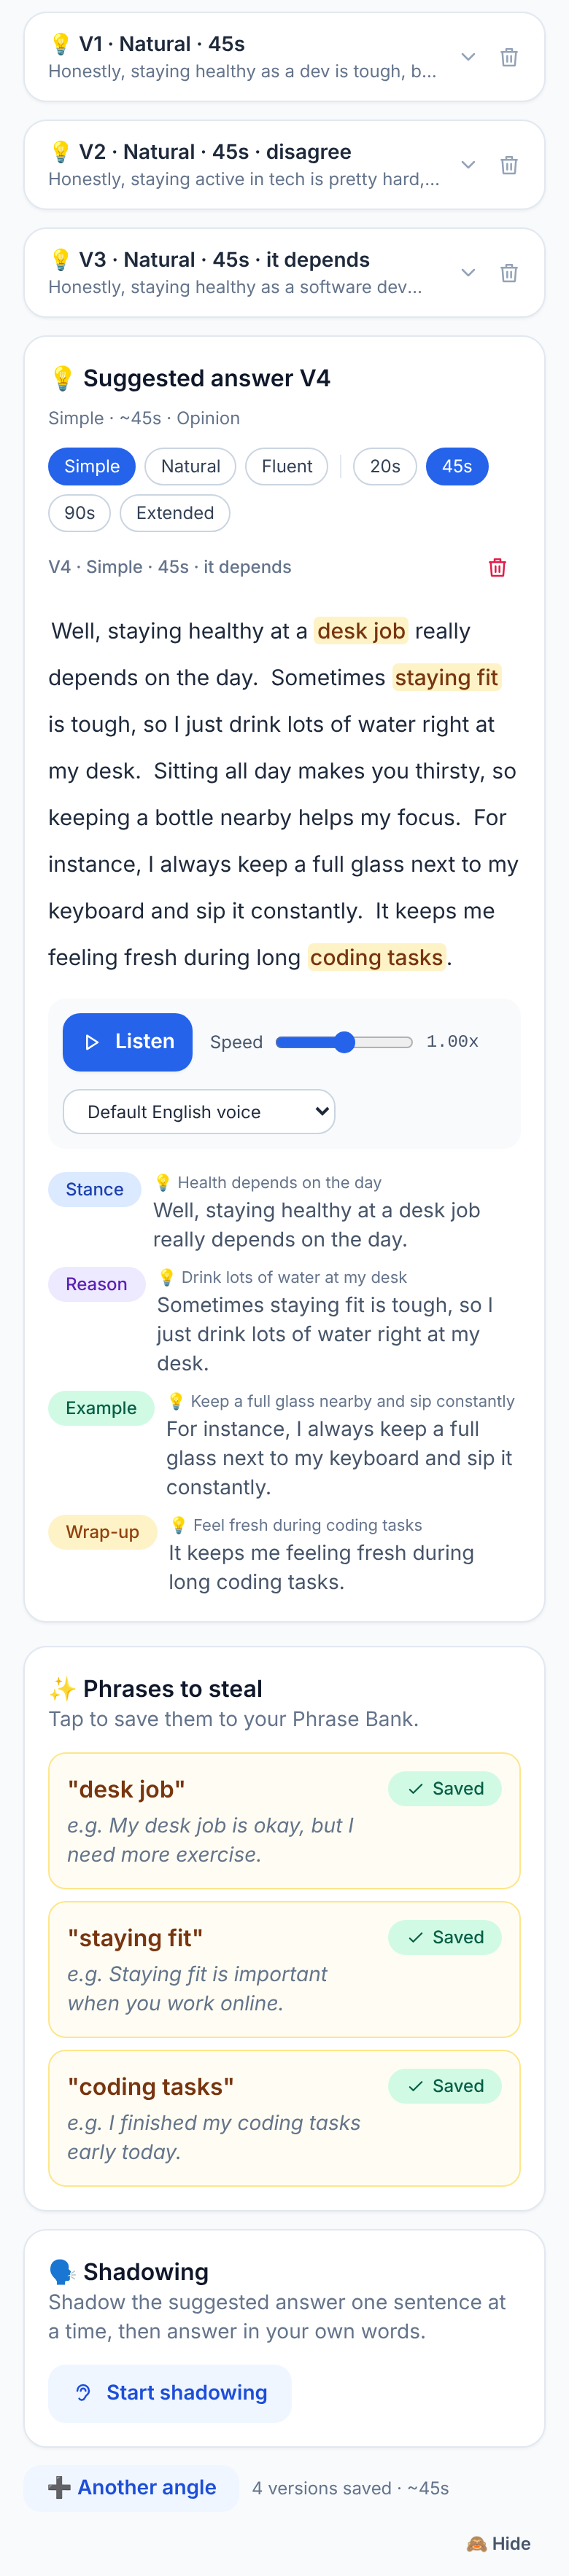 💡 V1 · Natural · 45s
Honestly, staying healthy as a dev is tough, b...
💡 V2 · Natural · 45s · disagree
Honestly, staying active in tech is pretty hard,...
💡 V3 · Natural · 45s · it depends
Honestly, staying healthy as a software dev...
💡 Suggested answer V4
Simple · ~45s · Opinion
Simple Natural Fluent 20s 45s
90s Extended
V4 · Simple · 45s · it depends
Well, staying healthy at a desk job really
depends on the day. Sometimes staying fit
is tough, so I just drink lots of water right at
my desk. Sitting all day makes you thirsty, so
keeping a bottle nearby helps my focus. For
instance, I always keep a full glass next to my
keyboard and sip it constantly. It keeps me
feeling fresh during long coding tasks.
Listen Speed 1.00x
Default English voice
Stance 💡 Health depends on the day
Well, staying healthy at a desk job
really depends on the day.
Reason 💡 Drink lots of water at my desk
Sometimes staying fit is tough, so I
just drink lots of water right at my
desk.
Example 💡 Keep a full glass nearby and sip constantly
For instance, I always keep a full
glass next to my keyboard and sip it
constantly.
Wrap-up 💡 Feel fresh during coding tasks
It keeps me feeling fresh during
long coding tasks.
✨ Phrases to steal
Tap to save them to your Phrase Bank.
"desk job" ✓ Saved
e.g. My desk job is okay, but I
need more exercise.
"staying fit" ✓ Saved
e.g. Staying fit is important
when you work online.
"coding tasks" ✓ Saved
e.g. I finished my coding tasks
early today.
🗣️ Shadowing
Shadow the suggested answer one sentence at
a time, then answer in your own words.
Start shadowing
➕ Another angle 4 versions saved · ~45s
🙈 Hide